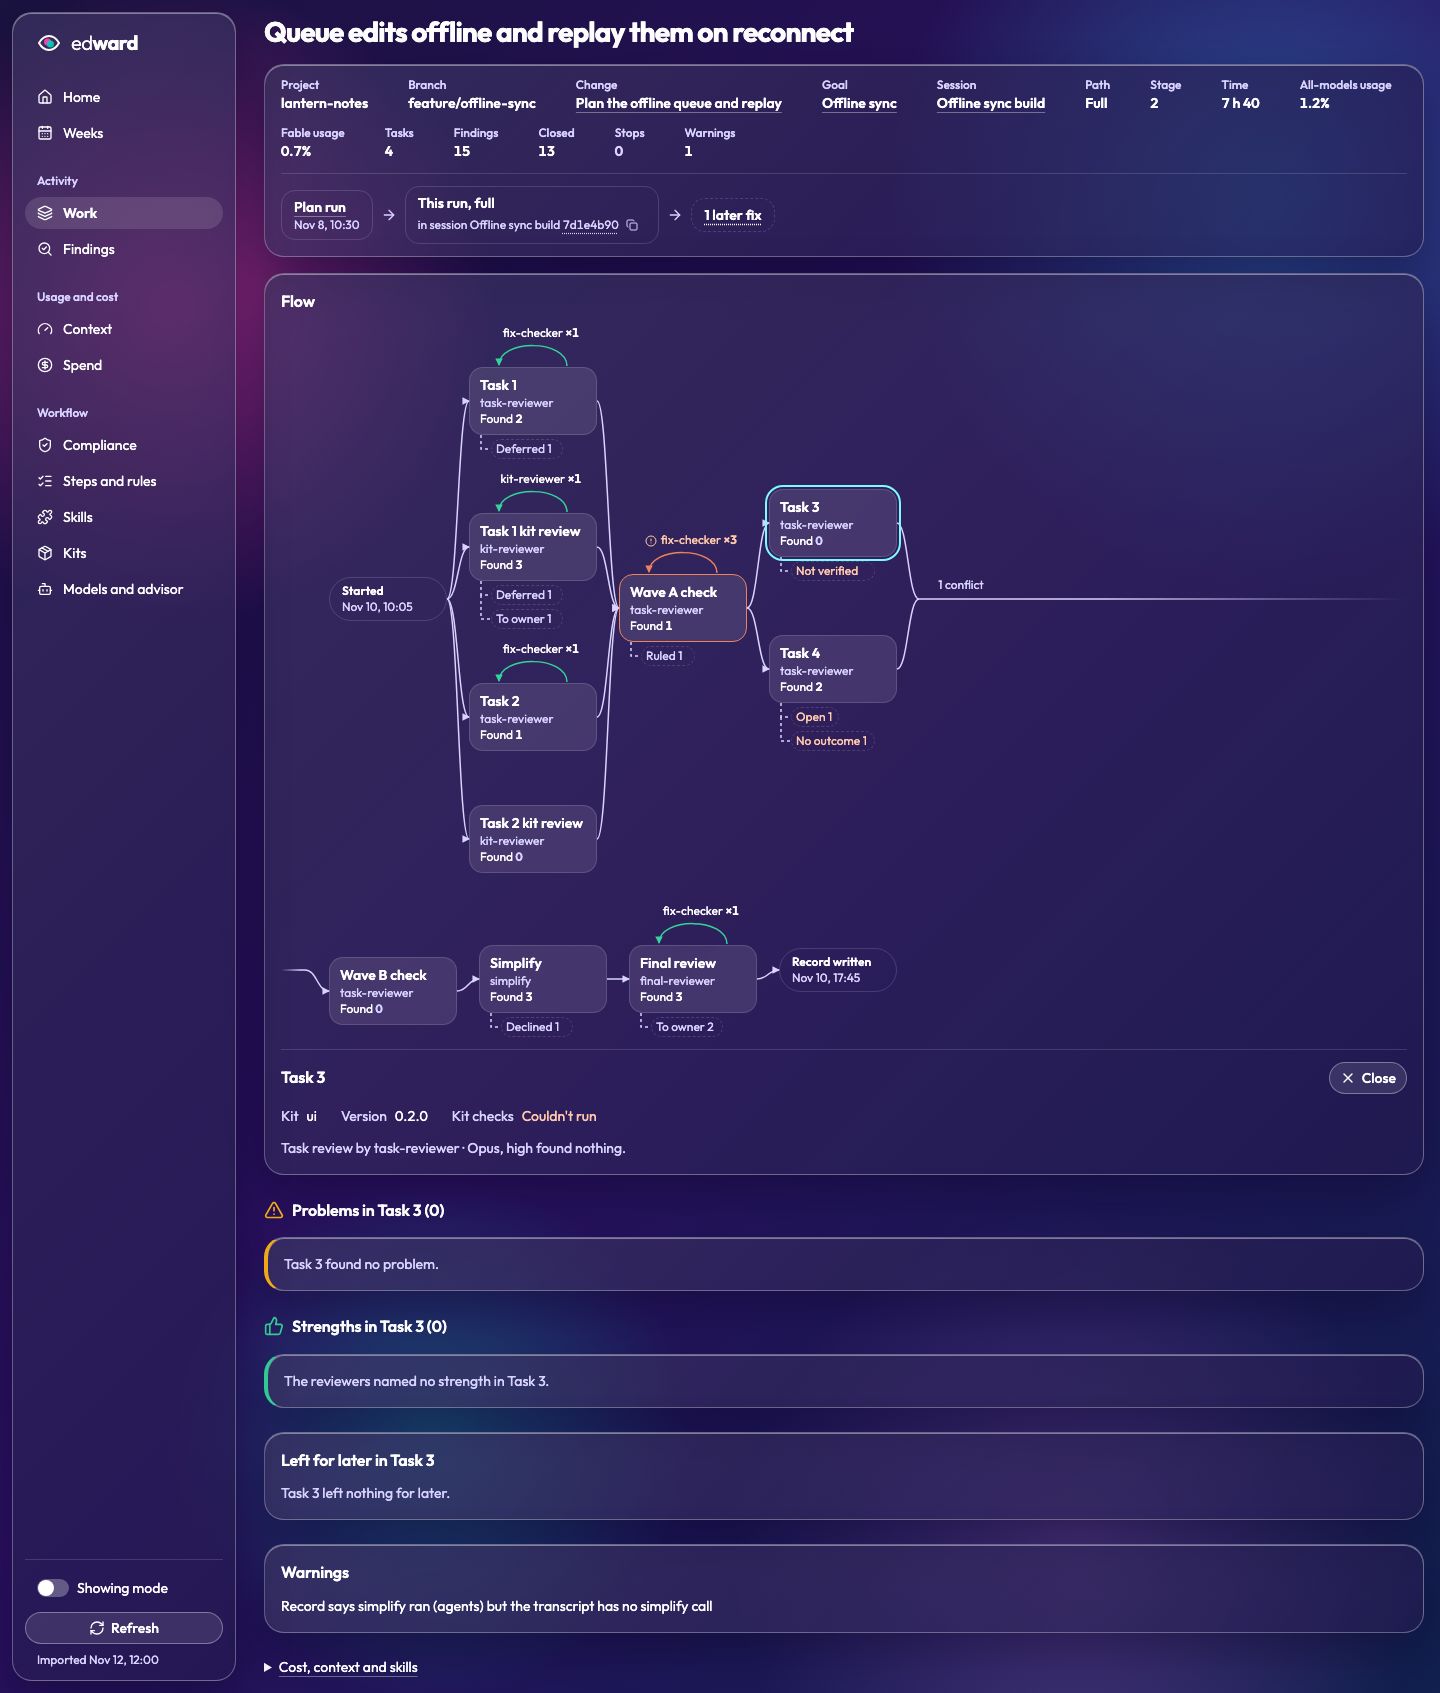 edward
Home
Weeks
Activity
Work
Findings
Usage and cost
Context
Spend
Workflow
Compliance
Steps and rules
Skills
Kits
Models and advisor
Showing mode
Refresh
Imported Nov 12, 12:00
Queue edits offline and replay them on reconnect
Project
lantern-notes
Branch
feature/offline-sync
Change
Plan the offline queue and replay
Goal
Offline sync
Session
Offline sync build
Path
Full
Stage
2
Time
7 h 40
All-models usage
1.2%
Fable usage
0.7%
Tasks
4
Findings
15
Closed
13
Stops
0
Warnings
1
Plan run
Nov 8, 10:30
This run, full
in session Offline sync build 7d1e4b90
1 later fix
Flow
Started
Nov 10, 10:05
fix-checker ×1
Task 1
task-reviewer
Found 2
Deferred 1
kit-reviewer ×1
Task 1 kit review
kit-reviewer
Found 3
Deferred 1
To owner 1
fix-checker ×1
Task 2
task-reviewer
Found 1
Task 2 kit review
kit-reviewer
Found 0
fix-checker ×3
Wave A check
task-reviewer
Found 1
Ruled 1
Task 3
task-reviewer
Found 0
Not verified
Task 4
task-reviewer
Found 2
Open 1
No outcome 1
1 conflict
Wave B check
task-reviewer
Found 0
Simplify
simplify
Found 3
Declined 1
fix-checker ×1
Final review
final-reviewer
Found 3
To owner 2
Record written
Nov 10, 17:45
Task 3
Close
Kit ui Version 0.2.0 Kit checks Couldn't run
Task review by task-reviewer · Opus, high found nothing.
Problems in Task 3 (0)
Task 3 found no problem.
Strengths in Task 3 (0)
The reviewers named no strength in Task 3.
Left for later in Task 3
Task 3 left nothing for later.
Warnings
Record says simplify ran (agents) but the transcript has no simplify call
Cost, context and skills